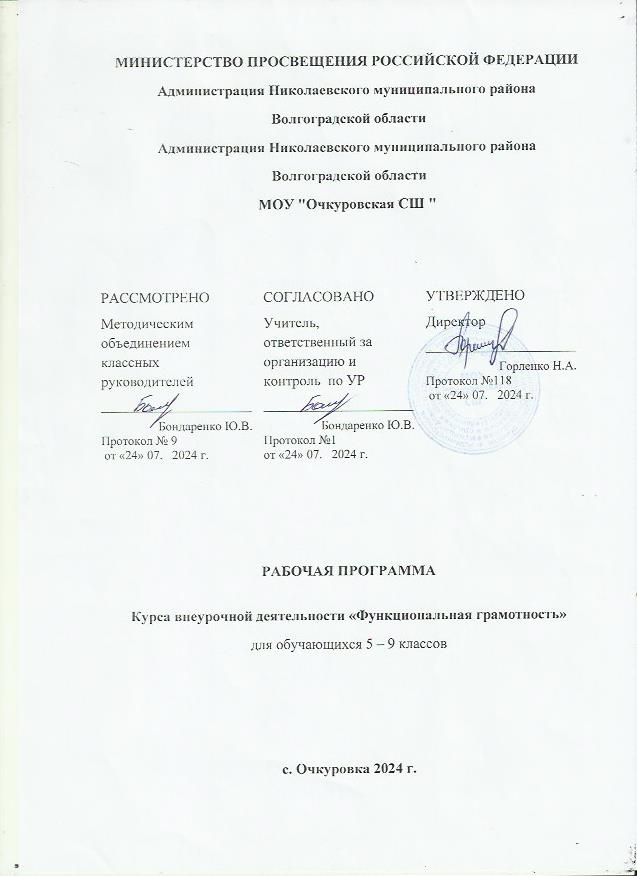 МИНИСТЕРСТВО ПРОСВЕЩЕНИЯ РОССИЙСКОЙ ФЕДЕРАЦИИ
Администрация Николаевского муниципального района
Волгоградской области
Администрация Николаевского муниципального района
Волгоградской области
МОУ "Очкуровская СШ "
РАССМОТРЕНО
Методическим
объединением
классных
руководителей
Бондаренко Ю.В.
Протокол № 9
от «24» 07. 2024 г.
СОГЛАСОВАНО
Учитель,
ответственный за
организацию и
контроль по УР
Бондаренко Ю.В.
Протокол №1
от «24» 07. 2024 г.
УТВЕРЖДЕНО
Директор
Горленко Н.А.
Протокол №118
от «24» 07. 2024 г.
РАБОЧАЯ ПРОГРАММА
Курса внеурочной деятельности «Функциональная грамотность»
для обучающихся 5 – 9 классов
с. Очкуровка 2024 г.